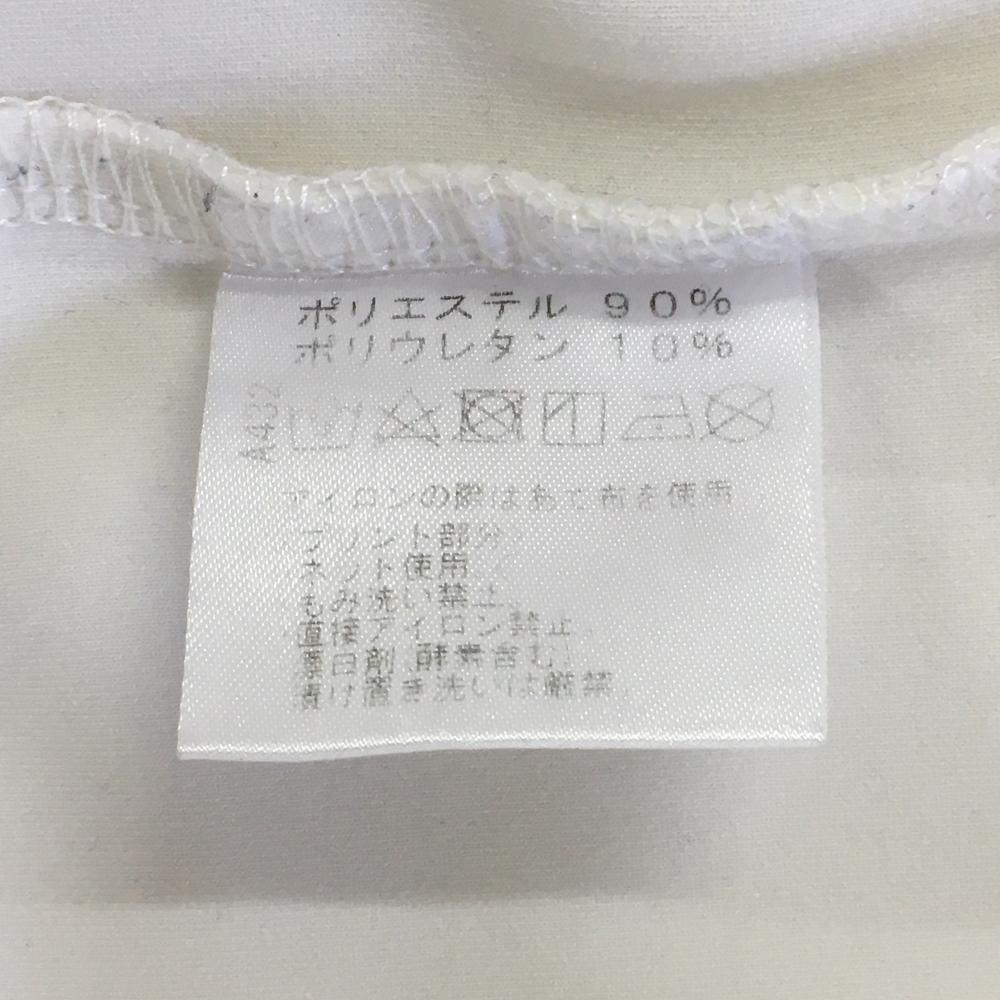 ポリエステル 90%
ポリウレタン 10%
A432
アイロンの際はあて布を使用
プリント部分
ネット使用
もみ洗い禁止
直接アイロン禁止
漂白剤(酵素含む)
漬け置き洗いは厳禁